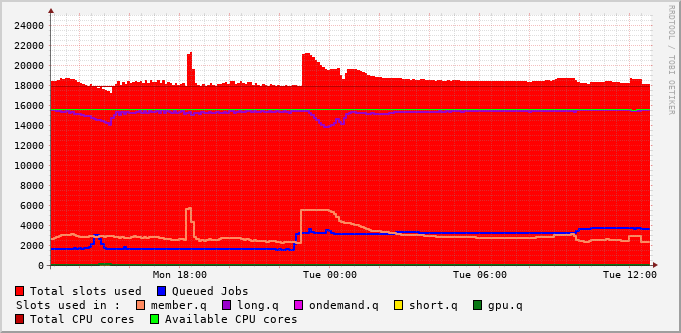 24000
22000
20000
18000
16000
14000
12000
10000
8000
6000
4000
2000
0
Mon 18:00 Tue 00:00 Tue 06:00 Tue 12:00
Total slots used Queued Jobs
Slots used in : member.q long.q ondemand.q short.q gpu.q
Total CPU cores Available CPU cores
RRDTOOL / TOBI OETIKER